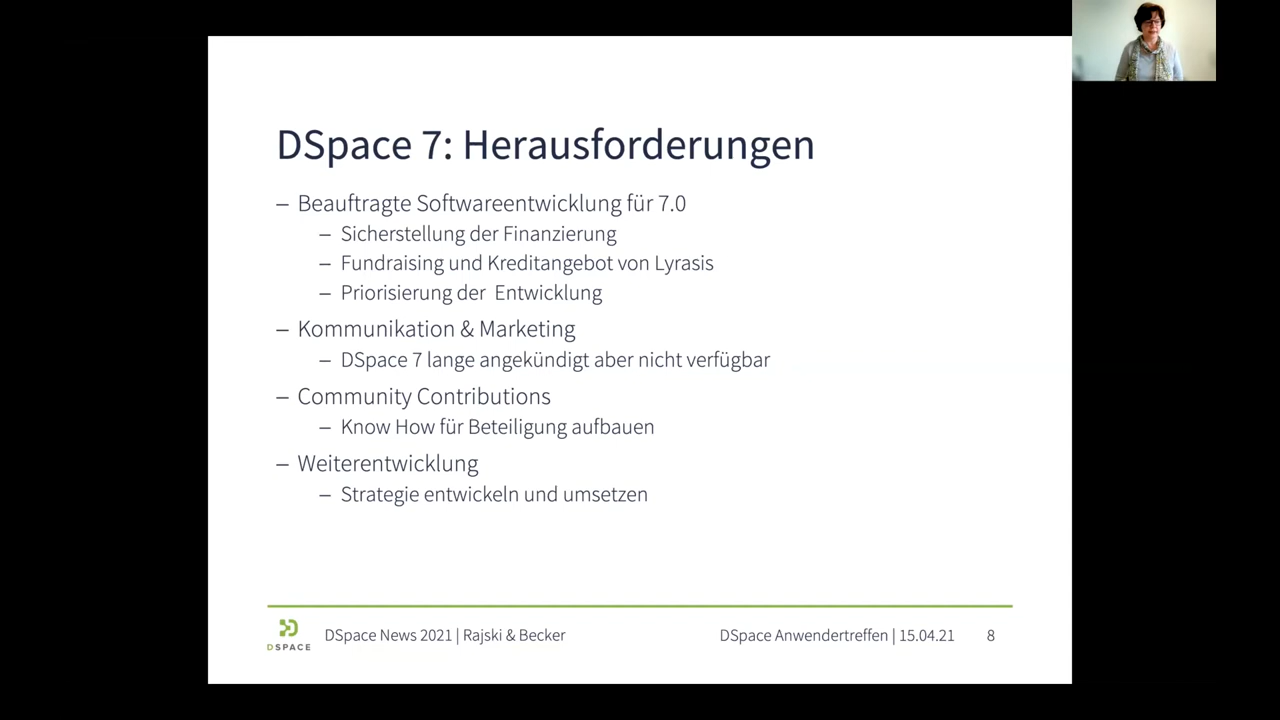 DSpace 7: Herausforderungen
– Beauftragte Softwareentwicklung für 7.0
– Sicherstellung der Finanzierung
– Fundraising und Kreditangebot von Lyrasis
– Priorisierung der  Entwicklung
– Kommunikation & Marketing
– DSpace 7 lange angekündigt aber nicht verfügbar
– Community Contributions
– Know How für Beteiligung aufbauen
– Weiterentwicklung
– Strategie entwickeln und umsetzen
DSPACE
DSpace News 2021 | Rajski & Becker
DSpace Anwendertreffen | 15.04.21
8